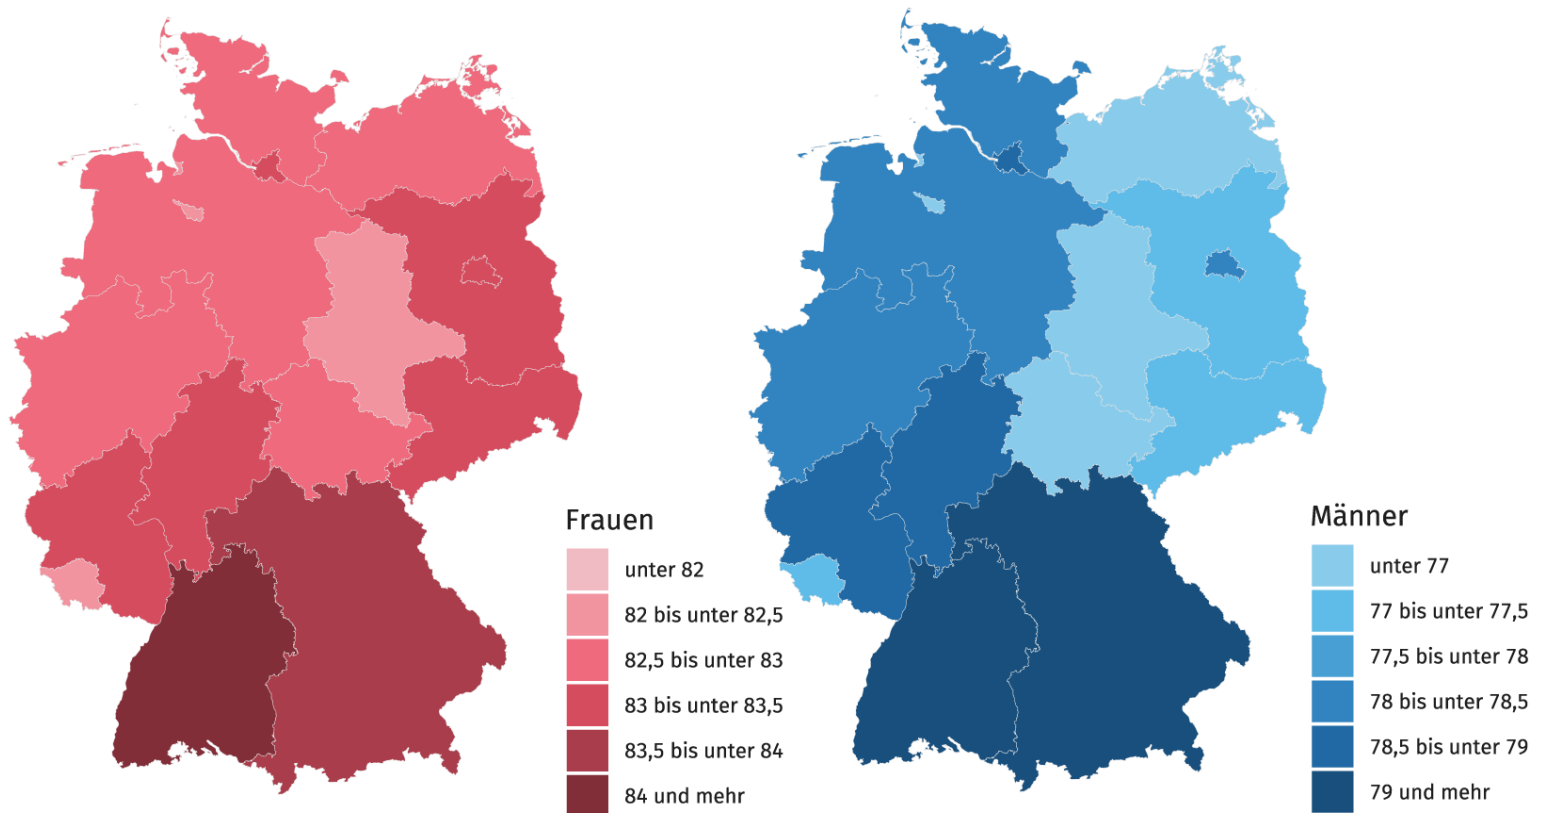 Frauen
unter 82
82 bis unter 82,5
82,5 bis unter 83
83 bis unter 83,5
83,5 bis unter 84
84 und mehr
Männer
unter 77
77 bis unter 77,5
77,5 bis unter 78
78 bis unter 78,5
78,5 bis unter 79
79 und mehr